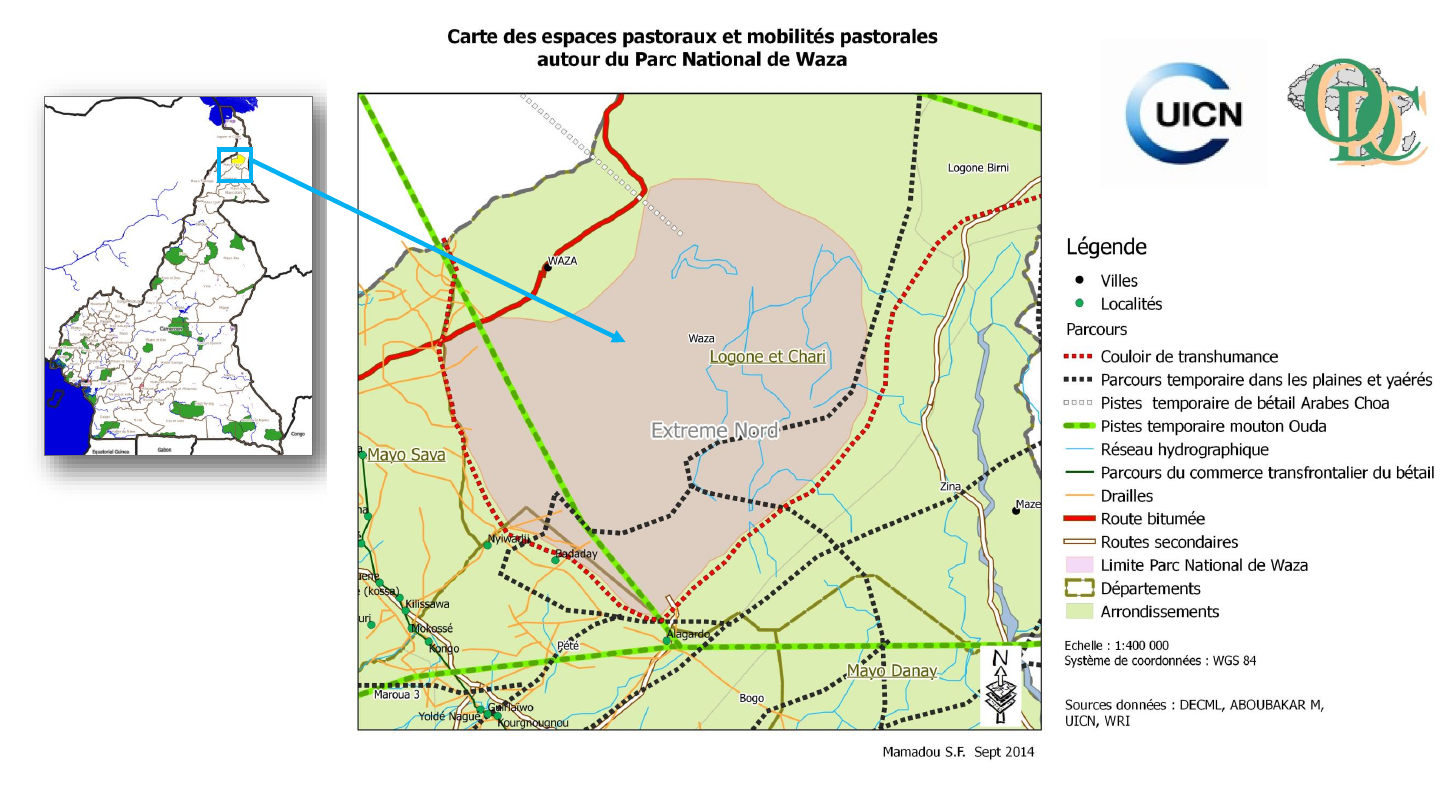 Carte des espaces pastoraux et mobilités pastorales
autour du Parc National de Waza
UICN
ODC
Logone Birni
WAZA
Waza
Logone et Chari
Extreme Nord
Mayo Sava
Zina
Maze
Nyiwadji
Badaday
Kilissawa
Mokossé
Kongo
Alagardo
Pété
Mayo Danay
Maroua 3
Bogo
Yoldé Nague
Kourgnougnou
N
Cameroon
Equatorial Guinea
Gabon
Congo
Légende
Villes
Localités
Parcours
Couloir de transhumance
Parcours temporaire dans les plaines et yaérés
Pistes temporaire de bétail Arabes Choa
Pistes temporaire mouton Ouda
Réseau hydrographique
Parcours du commerce transfrontalier du bétail
Drailles
Route bitumée
Routes secondaires
Limite Parc National de Waza
Départements
Arrondissements
Echelle : 1:400 000
Système de coordonnées : WGS 84
Sources données : DECML, ABOUBAKAR M,
UICN, WRI
Mamadou S.F. Sept 2014